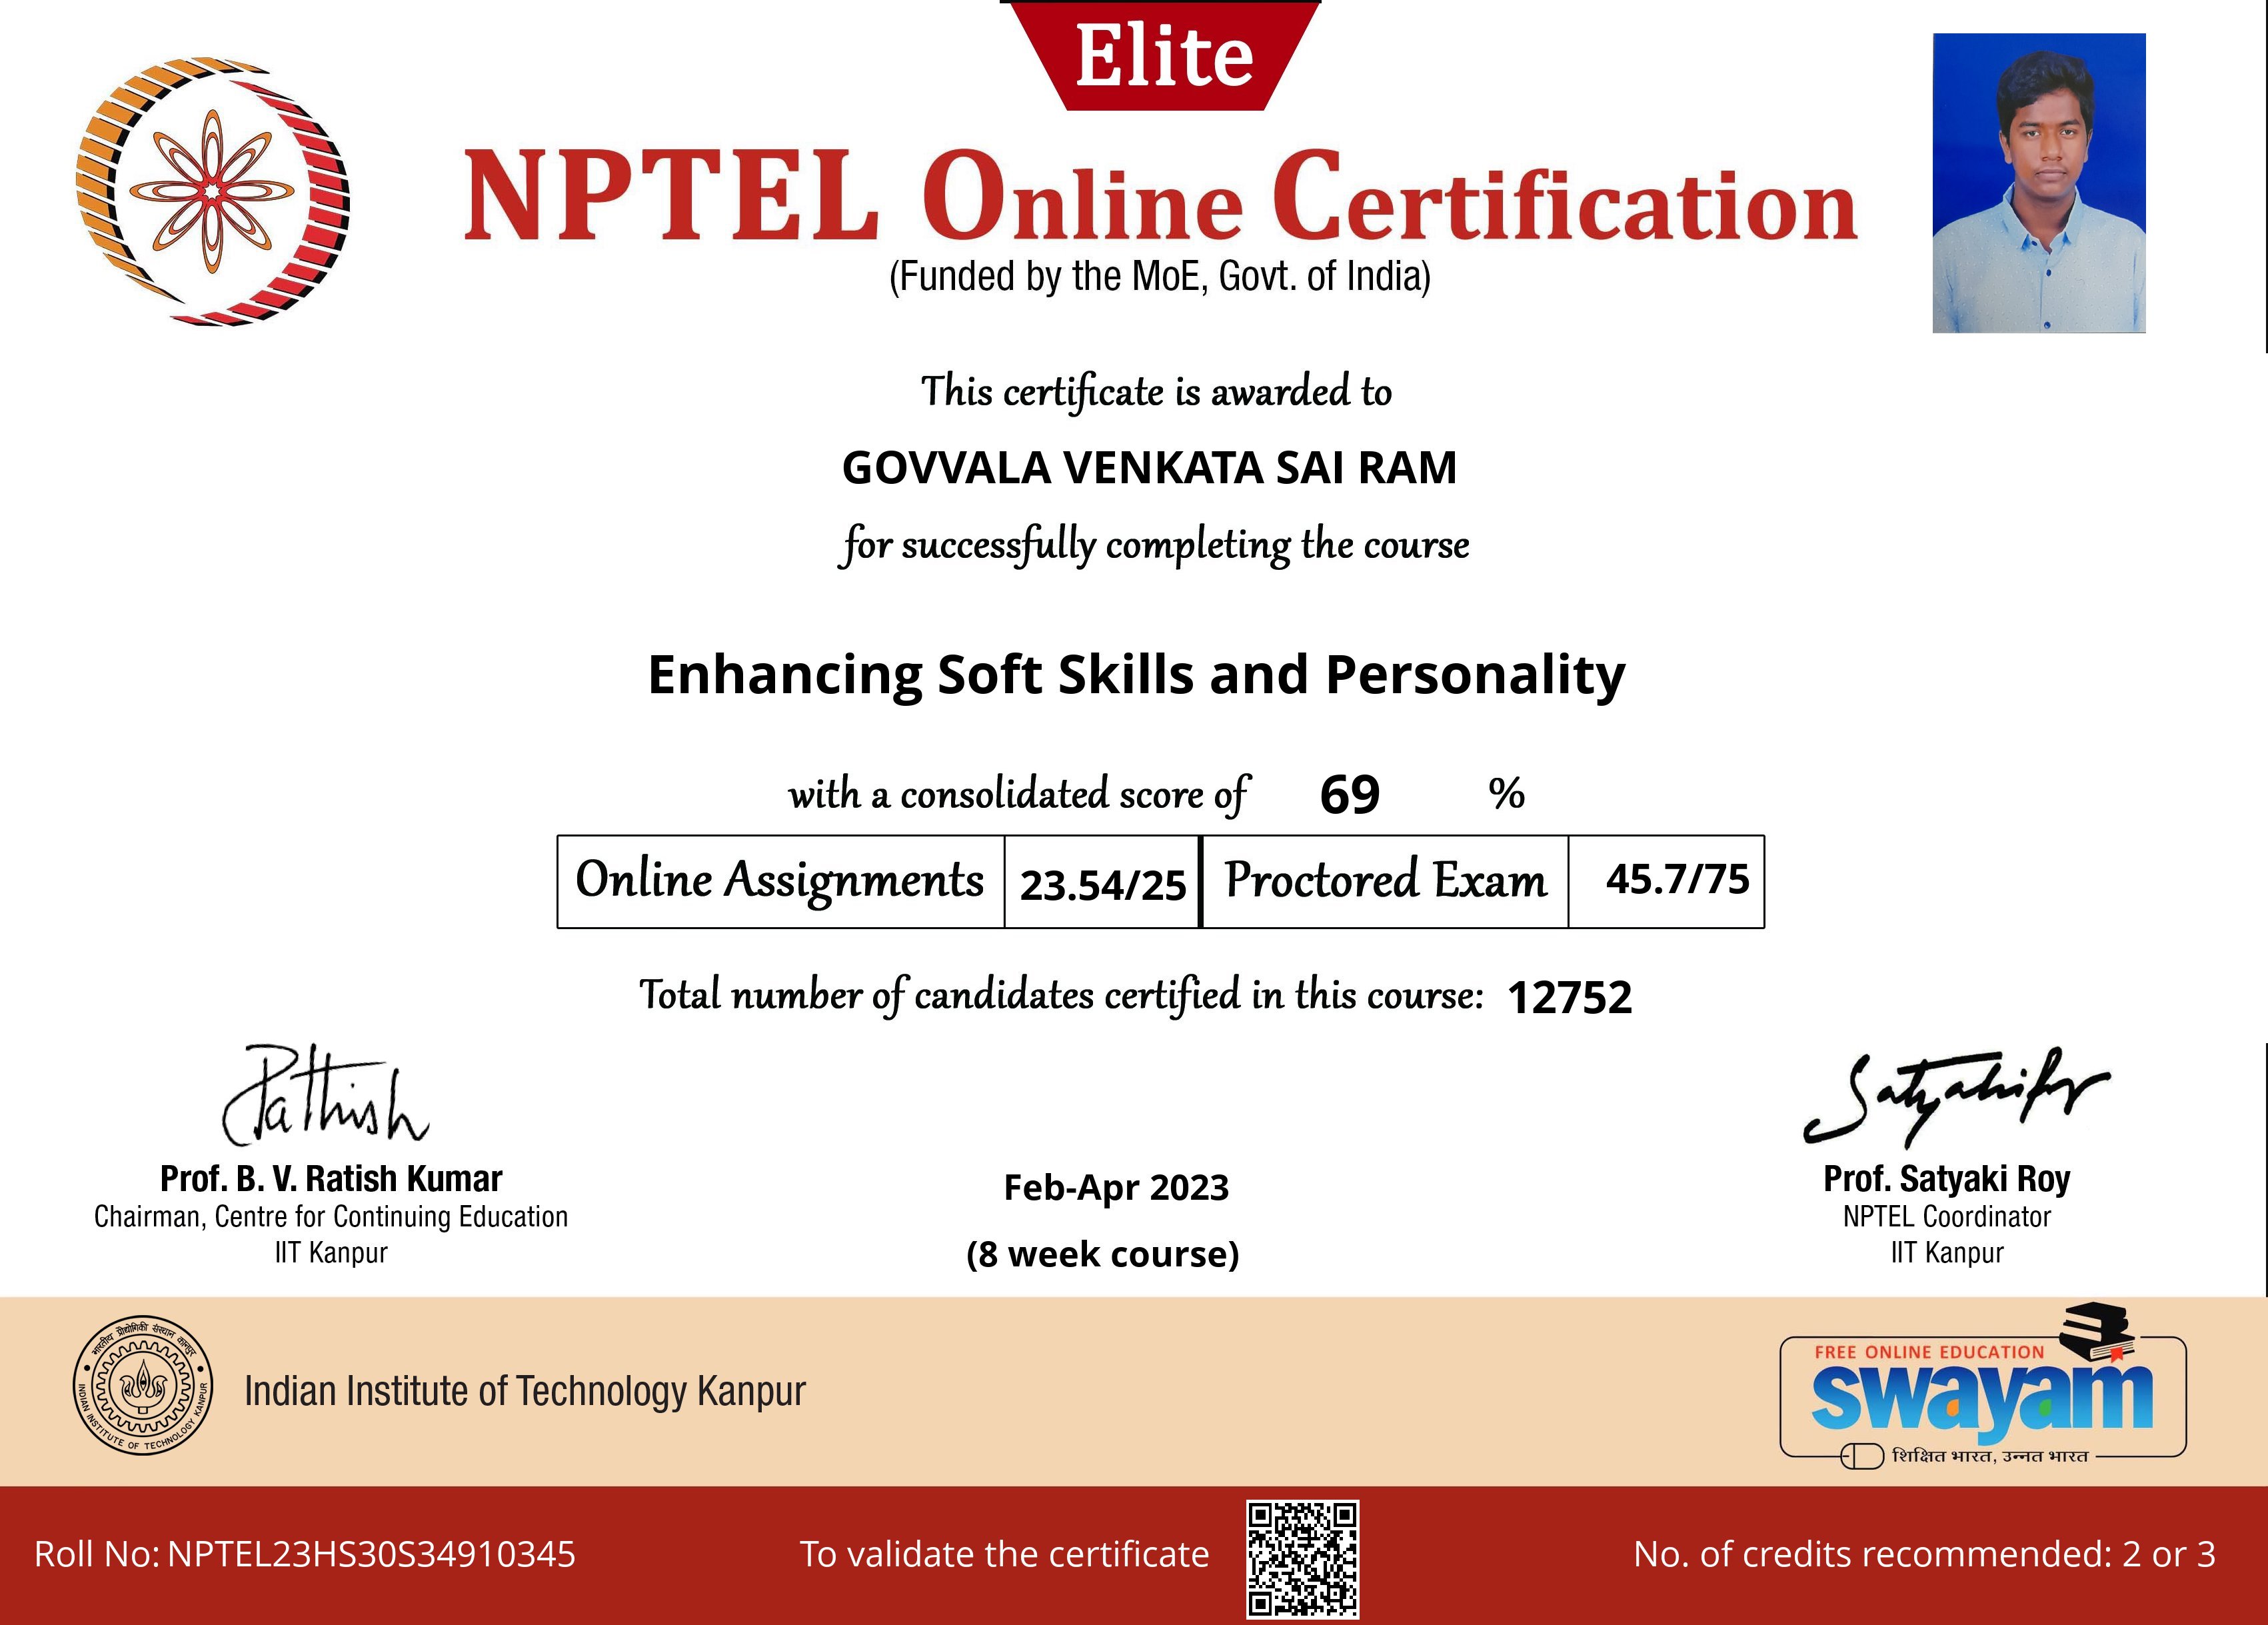 Elite
NPTEL Online Certification
(Funded by the MoE, Govt. of India)
This certificate is awarded to
GOVVALA VENKATA SAI RAM
for successfully completing the course
Enhancing Soft Skills and Personality
with a consolidated score of 69 %
Online Assignments 23.54/25 Proctored Exam 45.7/75
Total number of candidates certified in this course: 12752
Prof. B. V. Ratish Kumar
Chairman, Centre for Continuing Education
IIT Kanpur
Feb-Apr 2023
(8 week course)
Prof. Satyaki Roy
NPTEL Coordinator
IIT Kanpur
भारतीय प्रौद्योगिकी संस्थान कानपुर
INDIAN INSTITUTE OF TECHNOLOGY KANPUR
Indian Institute of Technology Kanpur
FREE ONLINE EDUCATION
swayam
शिक्षित भारत, उन्नत भारत
Roll No: NPTEL23HS30S34910345
To validate the certificate
No. of credits recommended: 2 or 3